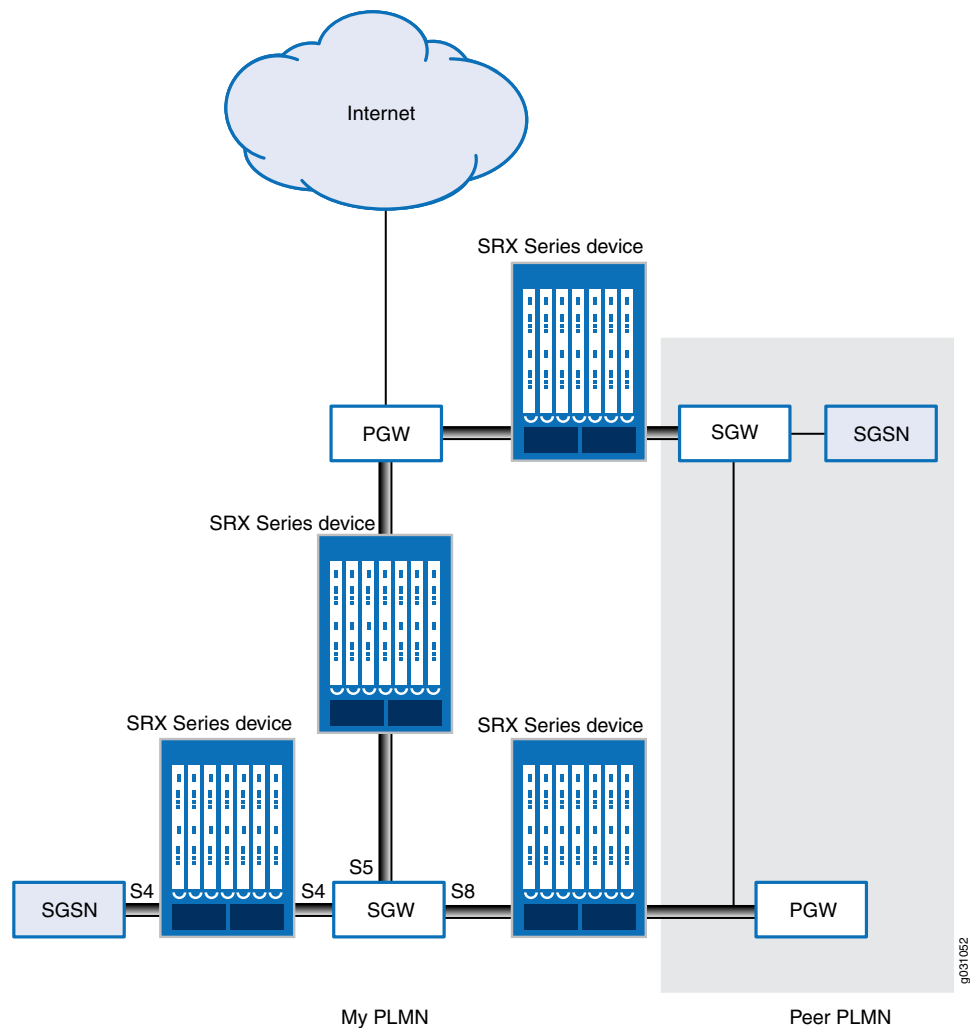 Internet
SRX Series device
PGW
SGW
SGSN
SRX Series device
SRX Series device
SRX Series device
S5
S4
S4
S8
SGSN
SGW
PGW
g031052
My PLMN
Peer PLMN